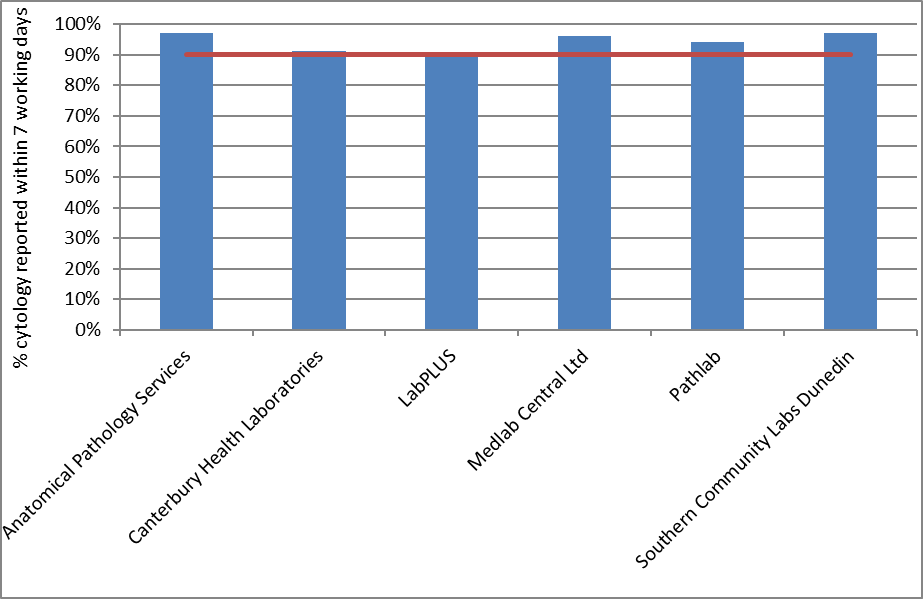 % cytology reported within 7 working days
100%
90%
80%
70%
60%
50%
40%
30%
20%
10%
0%
Anatomical Pathology Services
Canterbury Health Laboratories
LabPLUS
Medlab Central Ltd
Pathlab
Southern Community Labs Dunedin